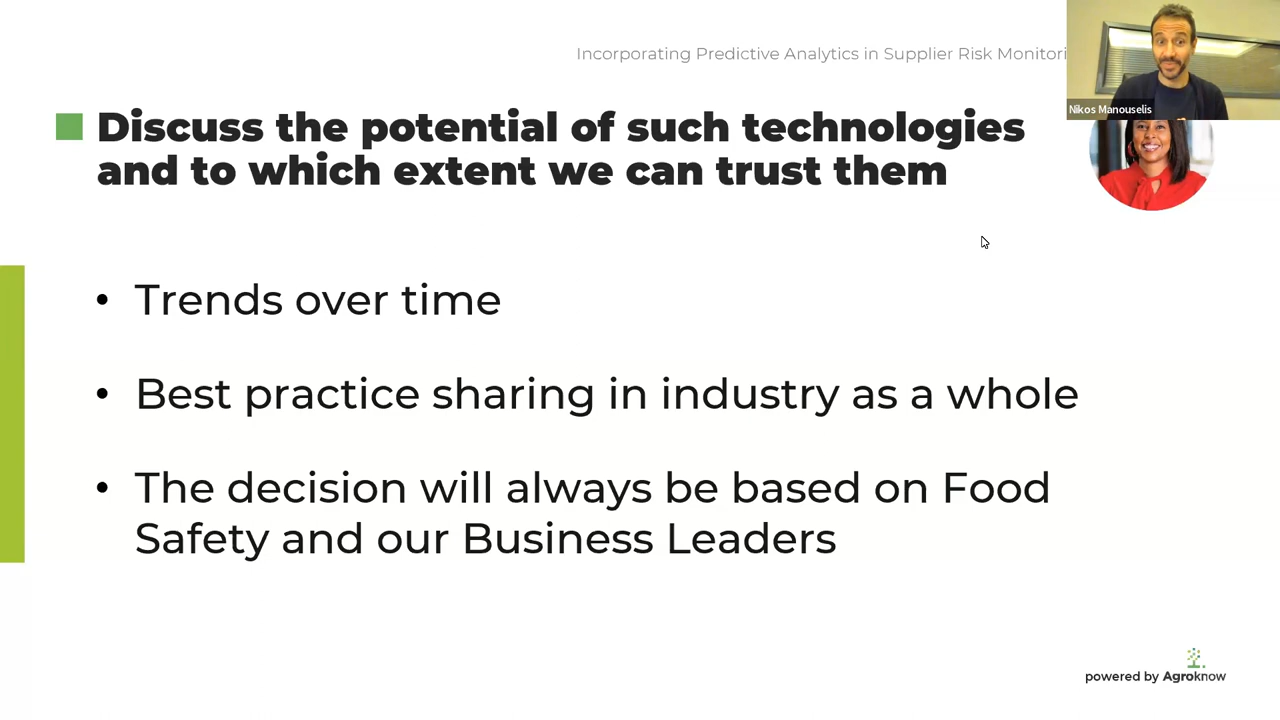 Incorporating Predictive Analytics in Supplier Risk
Nikos Manouselis
Discuss the potential of such technologies
and to which extent we can trust them
• Trends over time
• Best practice sharing in industry as a whole
• The decision will always be based on Food
Safety and our Business Leaders
powered by Agroknow